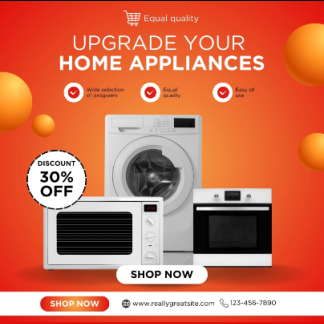 Equal quality
UPGRADE YOUR
HOME APPLIANCES
Wide selection
of progrems
Equal
quality
Easy of
use
DISCOUNT
30%
OFF
SHOP NOW
SHOP NOW
www.reallygreatsite.com
123-456-7890